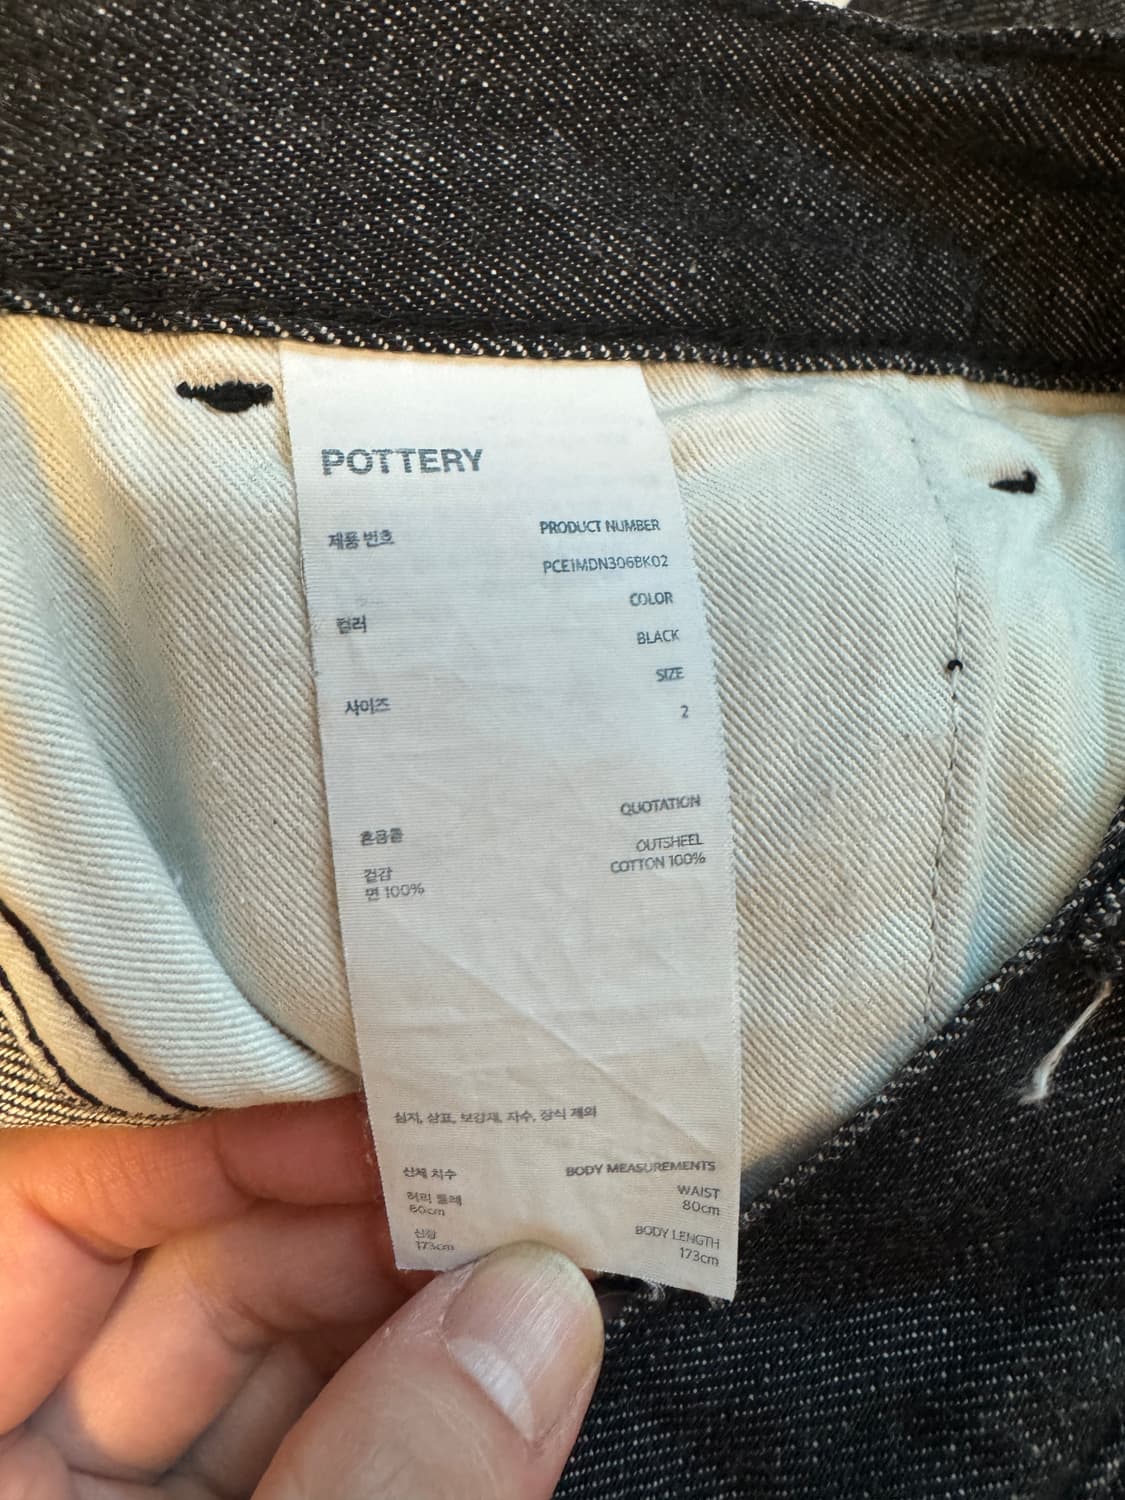 POTTERY
제품 번호 PRODUCT NUMBER
PCE1MDN306BK02
컬러 COLOR
BLACK
사이즈 SIZE
2
QUOTATION
혼용률 OUTSHEEL
겉감 COTTON 100%
면 100%
심지, 상표, 보강재, 자수, 장식 제외
신체 치수 BODY MEASUREMENTS
허리 둘레 WAIST
80cm 80cm
신장 BODY LENGTH
173cm 173cm